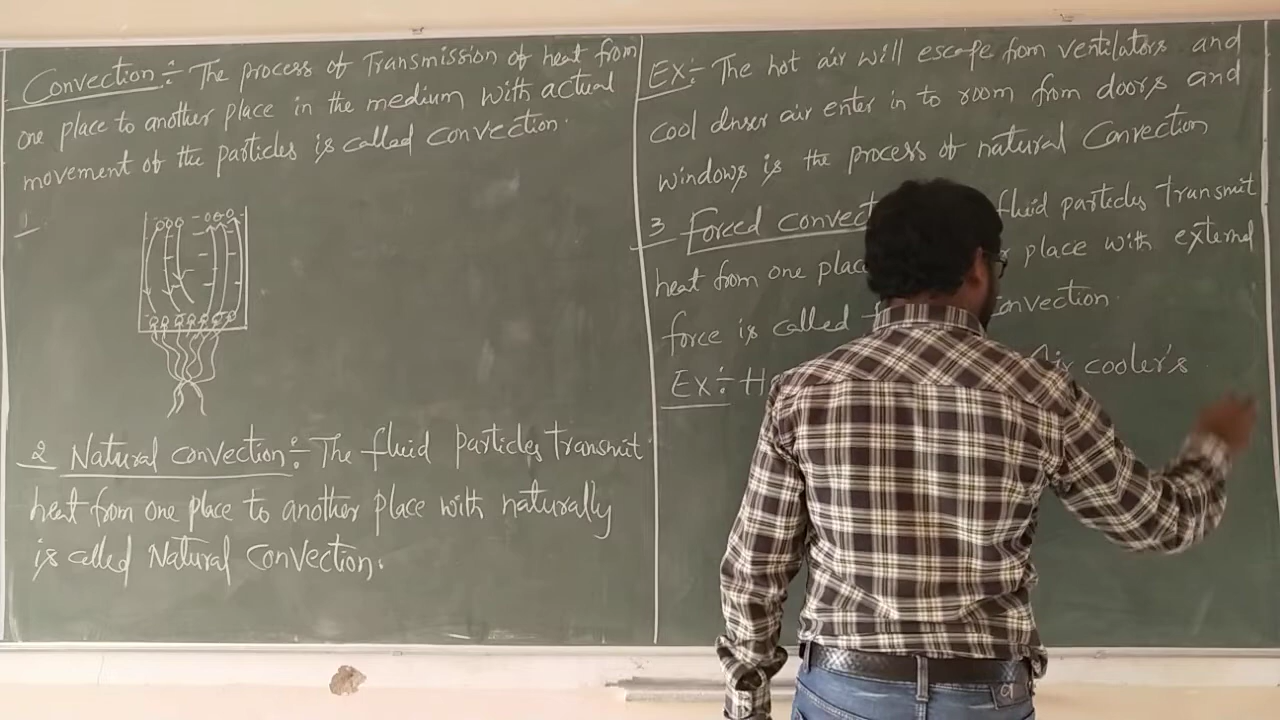 Convection :- The process of Transmission of heat from
one place to another place in the medium with actual
movement of the particles is called convection.
1
2 Natural convection :- The fluid particles transmit
heat from one place to another place with naturally
is called Natural Convection.
Ex :- The hot air will escape from ventilators and
cool dnser air enter in to room from doors and
windows is the process of natural Convection
3 Forced convect fluid particles transmit
heat from one plac place with external
force is called onvection.
Ex :- H Air cooler's